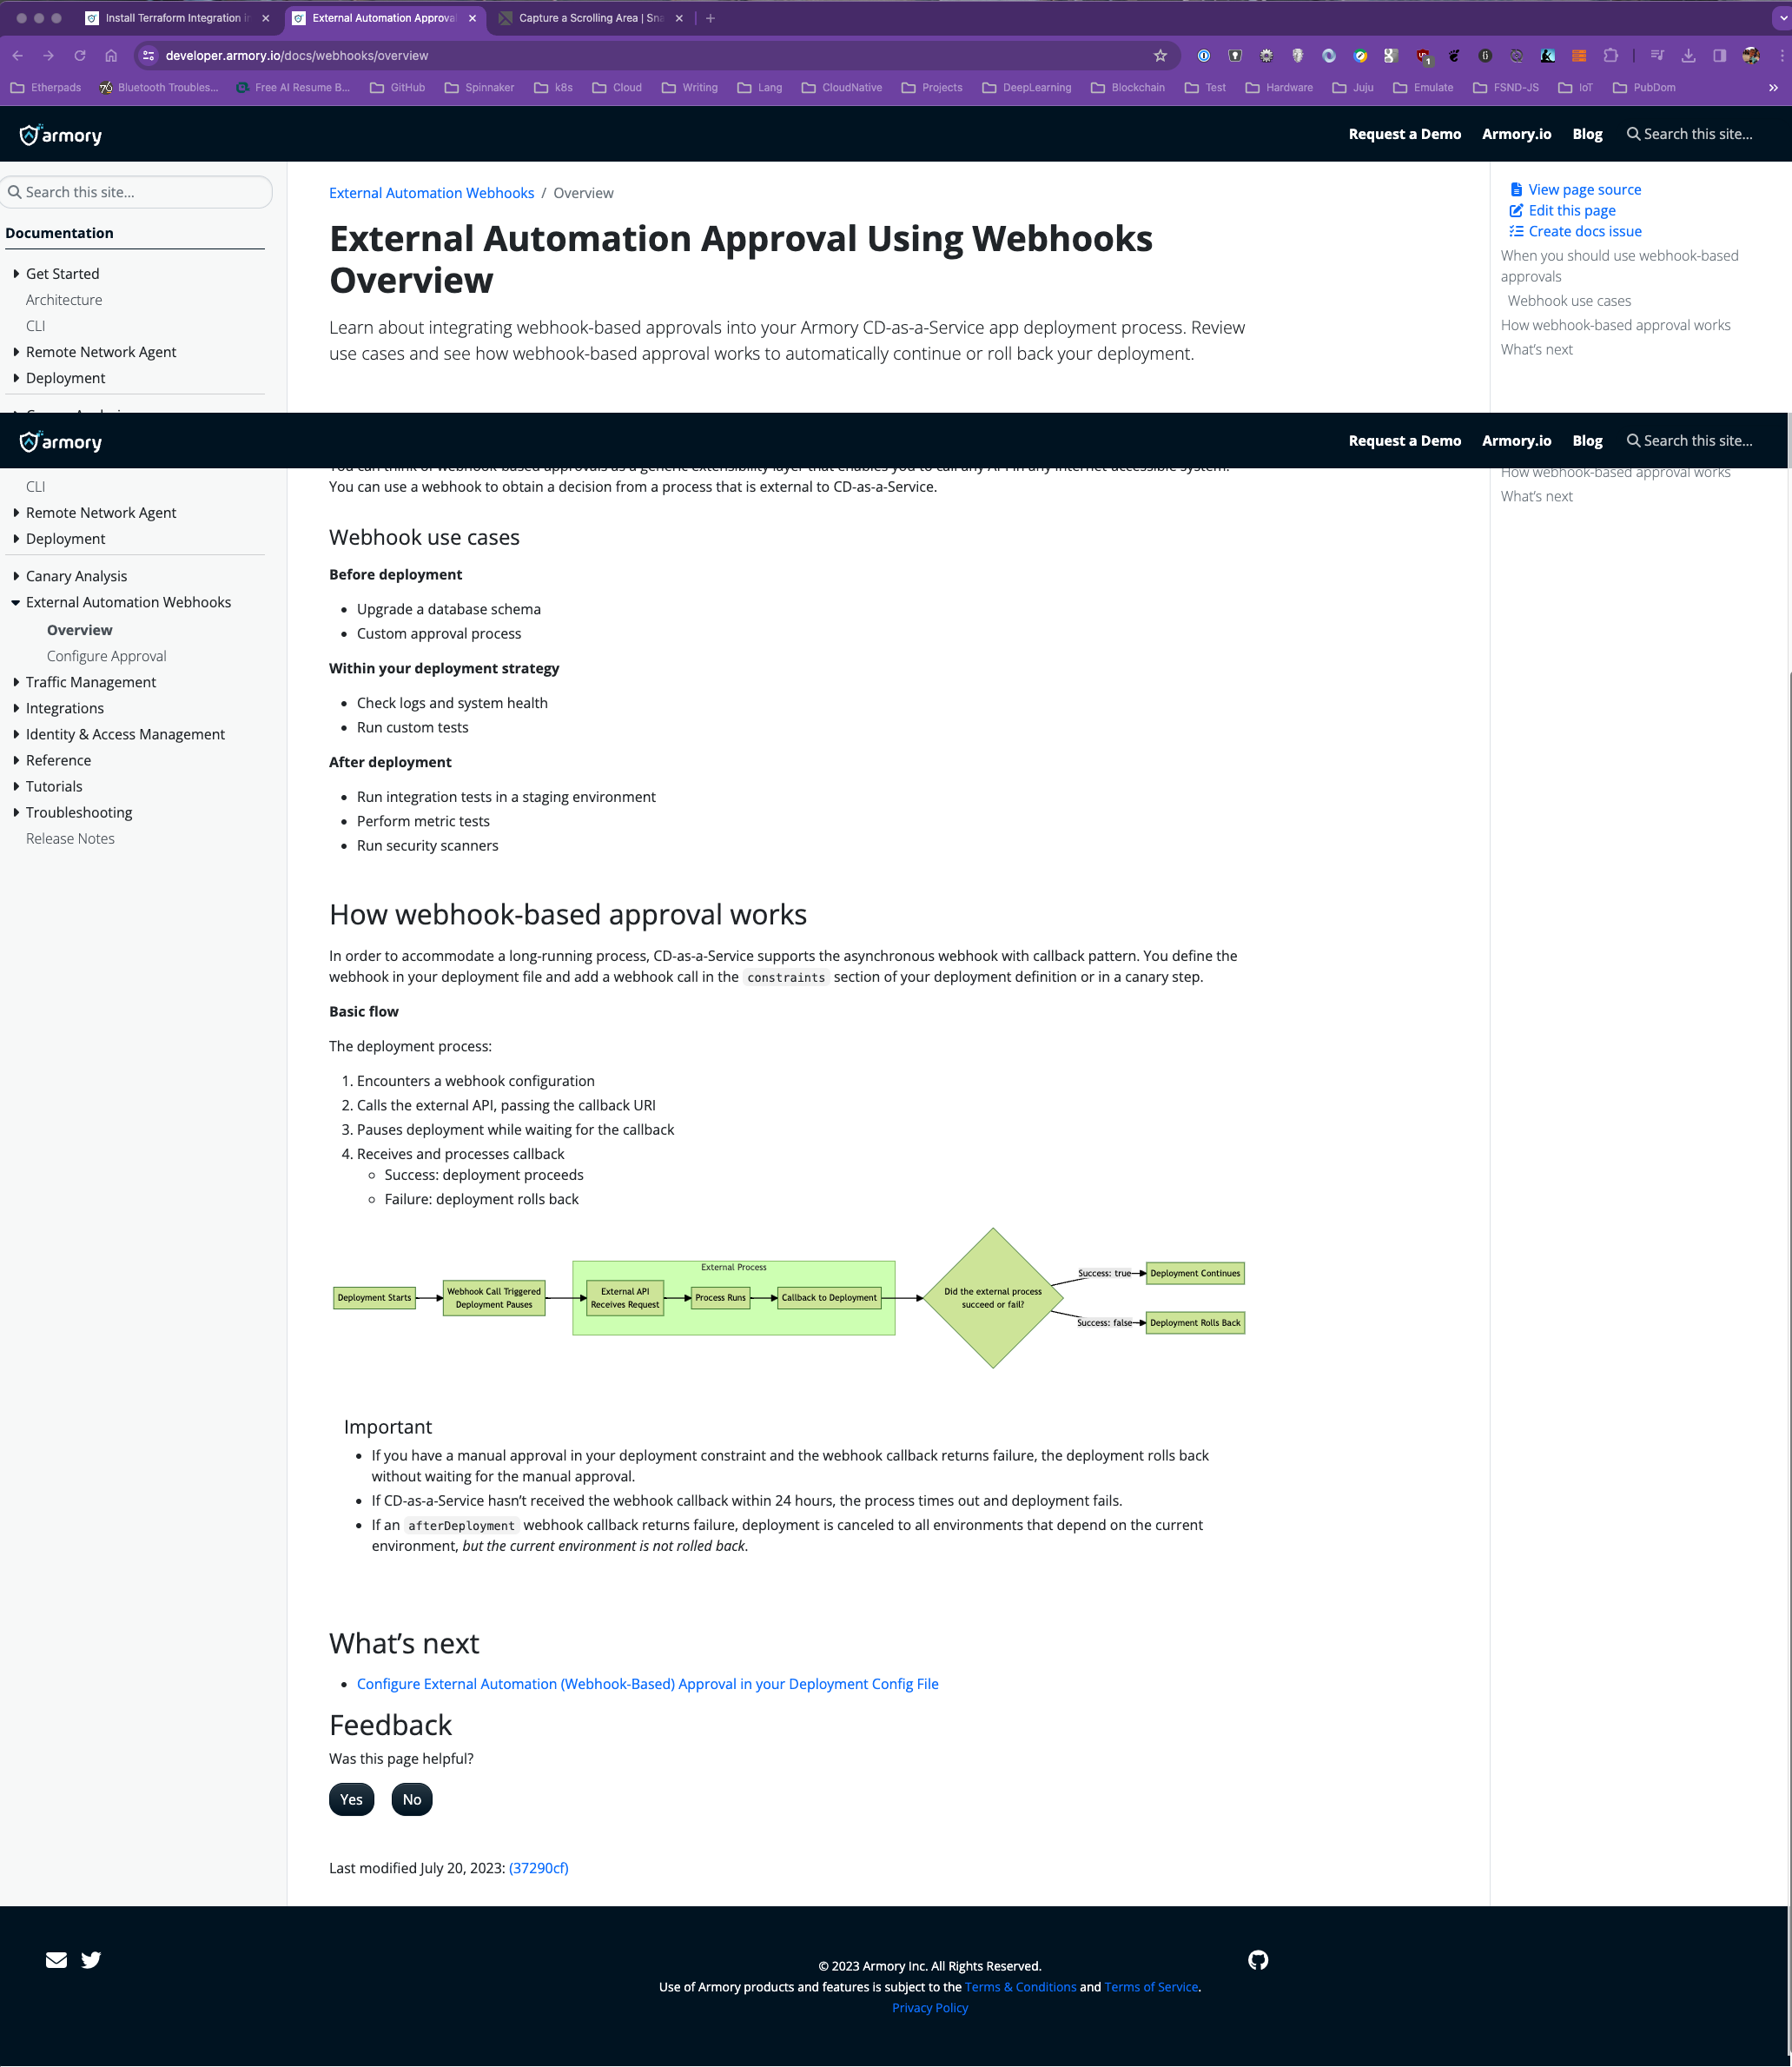 Install Terraform Integration i
External Automation Approval
Capture a Scrolling Area | Sna
developer.armory.io/docs/webhooks/overview
Etherpads
Bluetooth Troubles...
Free AI Resume B...
GitHub
Spinnaker
k8s
Cloud
Writing
Lang
CloudNative
Projects
DeepLearning
Blockchain
Test
Hardware
Juju
Emulate
FSND-JS
IoT
PubDom
armory
Request a Demo
Armory.io
Blog
Search this site...
Search this site...
Documentation
Get Started
Architecture
CLI
Remote Network Agent
Deployment
External Automation Webhooks / Overview
External Automation Approval Using Webhooks
Overview
Learn about integrating webhook-based approvals into your Armory CD-as-a-Service app deployment process. Review
use cases and see how webhook-based approval works to automatically continue or roll back your deployment.
View page source
Edit this page
Create docs issue
When you should use webhook-based
approvals
Webhook use cases
How webhook-based approval works
What's next
armory
Request a Demo
Armory.io
Blog
Search this site...
CLI
Remote Network Agent
Deployment
Canary Analysis
External Automation Webhooks
Overview
Configure Approval
Traffic Management
Integrations
Identity & Access Management
Reference
Tutorials
Troubleshooting
Release Notes
You can think of webhook-based approvals as a generic extensibility layer that enables you to call any API in any internet-accessible system.
You can use a webhook to obtain a decision from a process that is external to CD-as-a-Service.
Webhook use cases
Before deployment
Upgrade a database schema
Custom approval process
Within your deployment strategy
Check logs and system health
Run custom tests
After deployment
Run integration tests in a staging environment
Perform metric tests
Run security scanners
How webhook-based approval works
In order to accommodate a long-running process, CD-as-a-Service supports the asynchronous webhook with callback pattern. You define the
webhook in your deployment file and add a webhook call in the constraints section of your deployment definition or in a canary step.
Basic flow
The deployment process:
1. Encounters a webhook configuration
2. Calls the external API, passing the callback URI
3. Pauses deployment while waiting for the callback
4. Receives and processes callback
Success: deployment proceeds
Failure: deployment rolls back
Deployment Starts
Webhook Call Triggered
Deployment Pauses
External Process
External API
Receives Request
Process Runs
Callback to Deployment
Did the external process
succeed or fail?
Success: true
Deployment Continues
Success: false
Deployment Rolls Back
Important
If you have a manual approval in your deployment constraint and the webhook callback returns failure, the deployment rolls back
without waiting for the manual approval.
If CD-as-a-Service hasn't received the webhook callback within 24 hours, the process times out and deployment fails.
If an afterDeployment webhook callback returns failure, deployment is canceled to all environments that depend on the current
environment, but the current environment is not rolled back.
What's next
Configure External Automation (Webhook-Based) Approval in your Deployment Config File
Feedback
Was this page helpful?
Yes
No
Last modified July 20, 2023: (37290cf)
How webhook-based approval works
What's next
© 2023 Armory Inc. All Rights Reserved.
Use of Armory products and features is subject to the Terms & Conditions and Terms of Service.
Privacy Policy